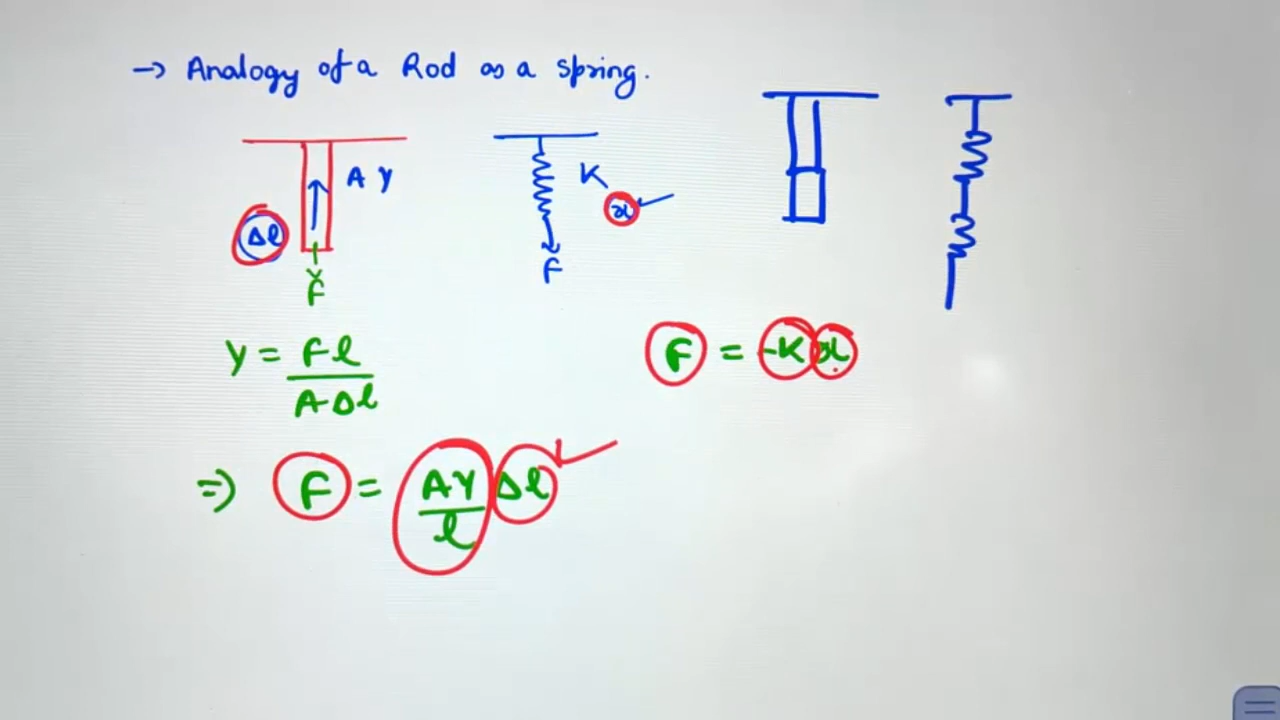 → Analogy of a Rod as a spring.
A Y
K
Δl
x
F
F
Y = Fl / AΔl
F = -Kx
⇒ F = AY/l Δl